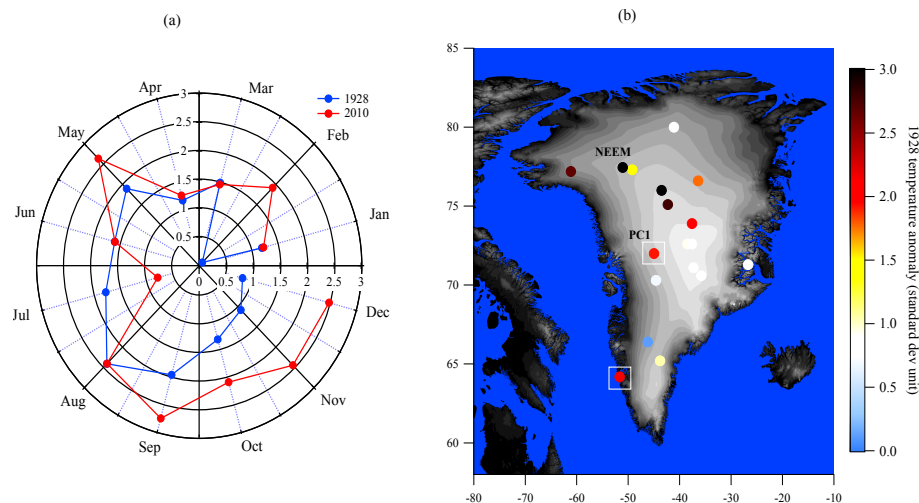 (a)
(b)
Apr
Mar
May
Feb
Jun
Jan
Jul
Dec
Aug
Nov
Sep
Oct
3
2.5
2
1.5
1
0.5
0
0 0.5 1 1.5 2 2.5 3
1928
2010
85
80
75
70
65
60
-80 -70 -60 -50 -40 -30 -20 -10
NEEM
PC1
3.0
2.5
2.0
1.5
1.0
0.5
0.0
1928 temperature anomaly (standard dev unit)